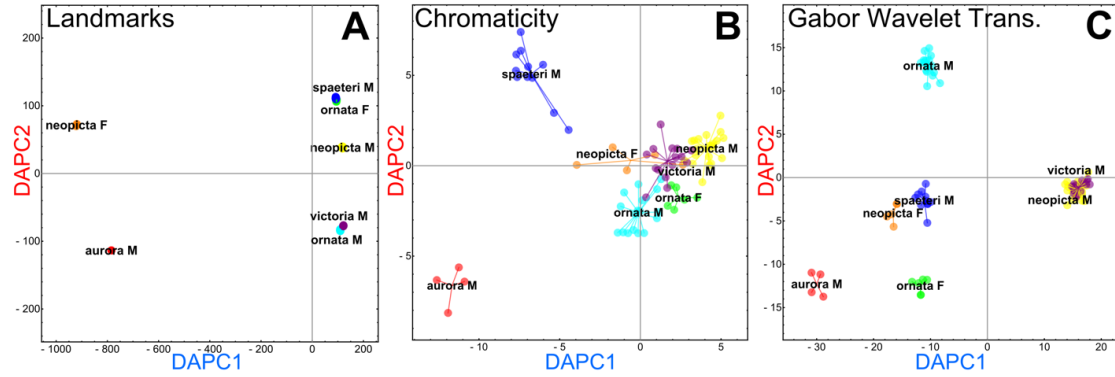 Landmarks
A
200
100
0
- 100
- 200
DAPC2
- 1000
- 800
- 600
- 400
- 200
0
200
DAPC1
spaeteri M
ornata F
neopicta F
neopicta M
victoria M
ornata M
aurora M
Chromaticity
B
5
0
- 5
DAPC2
- 10
- 5
0
5
DAPC1
spaeteri M
neopicta M
neopicta F
victoria M
ornata F
ornata M
aurora M
Gabor Wavelet Trans.
C
15
10
5
0
- 5
- 10
- 15
DAPC2
- 30
- 20
- 10
0
10
20
DAPC1
ornata M
victoria M
neopicta M
spaeteri M
neopicta F
aurora M
ornata F